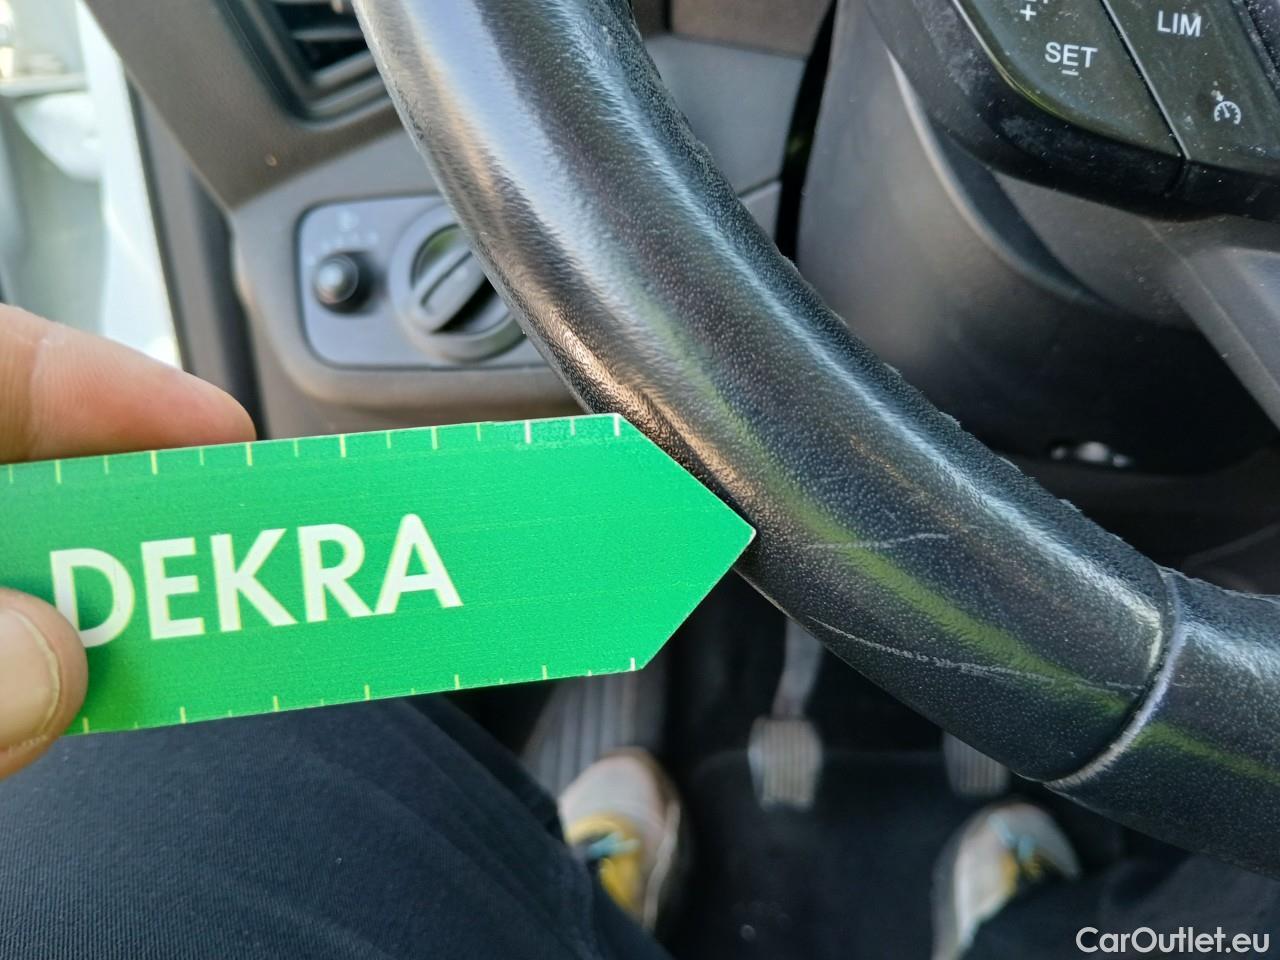 +
SET
−
LIM
DEKRA
CarOutlet.eu